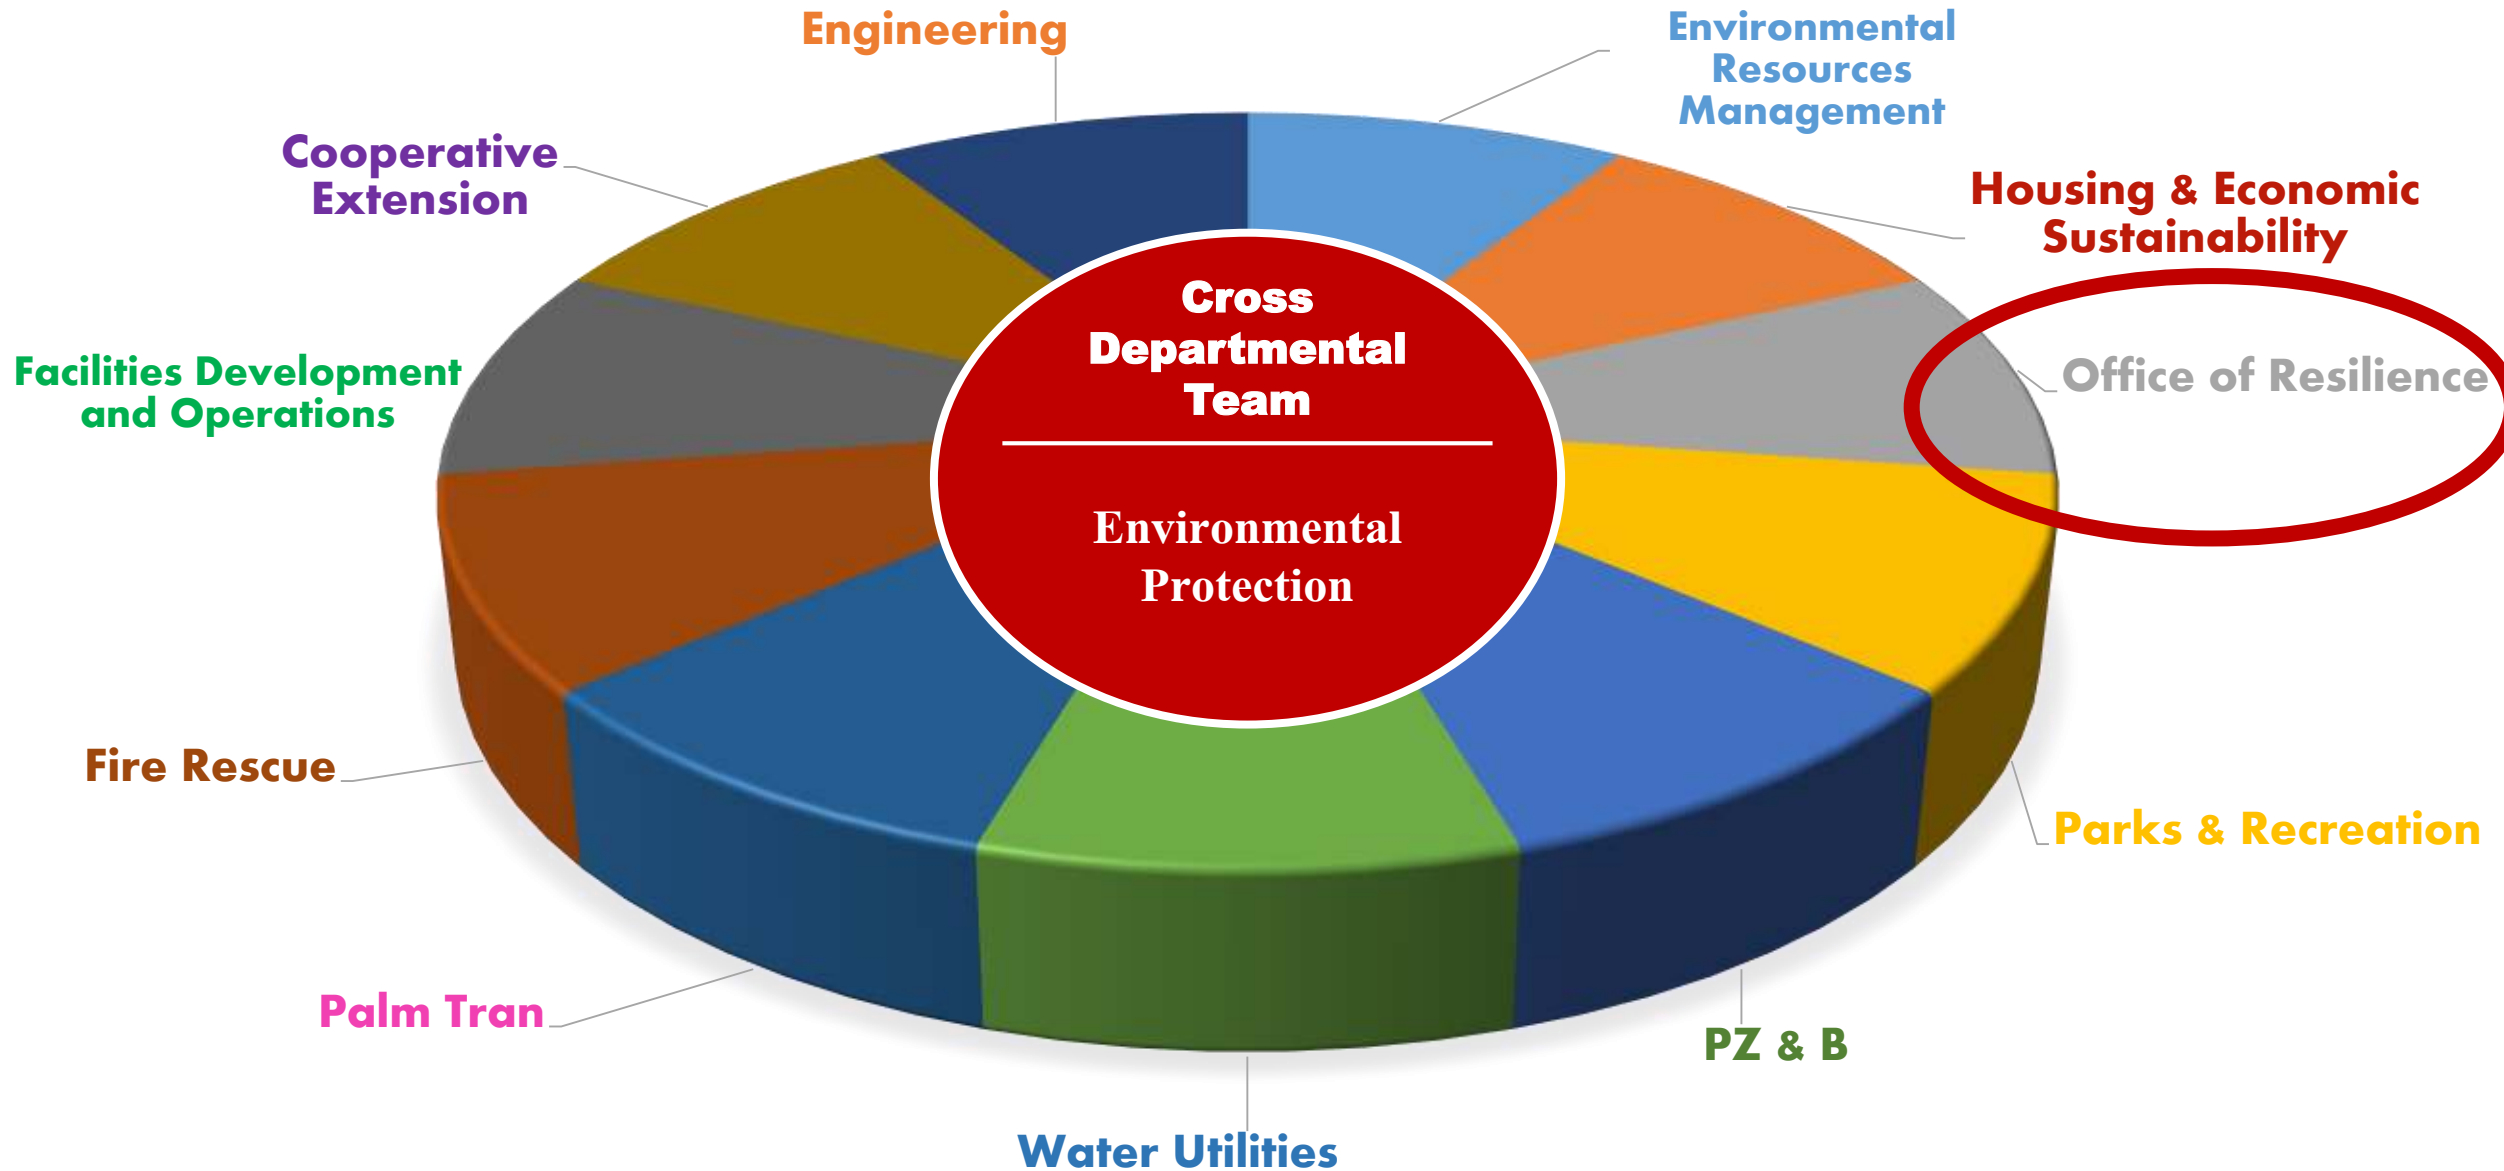 Engineering
Environmental
Resources
Management
Cooperative
Extension
Housing & Economic
Sustainability
Cross
Departmental
Team
Facilities Development
and Operations
Office of Resilience
Environmental
Protection
Fire Rescue
Parks & Recreation
Palm Tran
PZ & B
Water Utilities